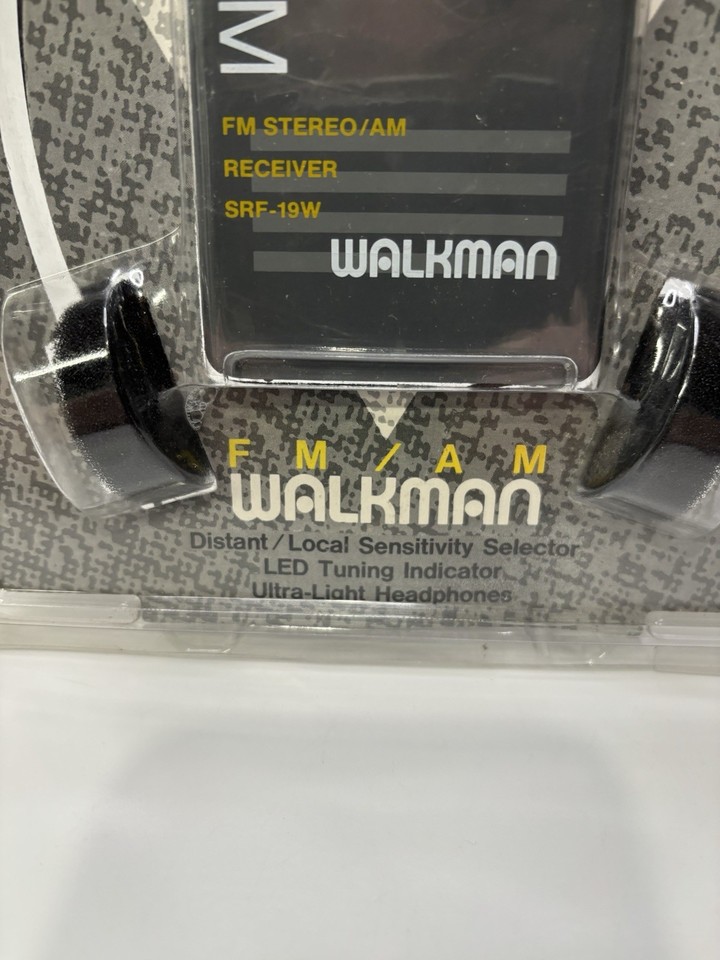 M
FM STEREO/AM
RECEIVER
SRF-19W
WALKMAN
FM/AM
WALKMAN
Distant/Local Sensitivity Selector
LED Tuning Indicator
Ultra-Light Headphones